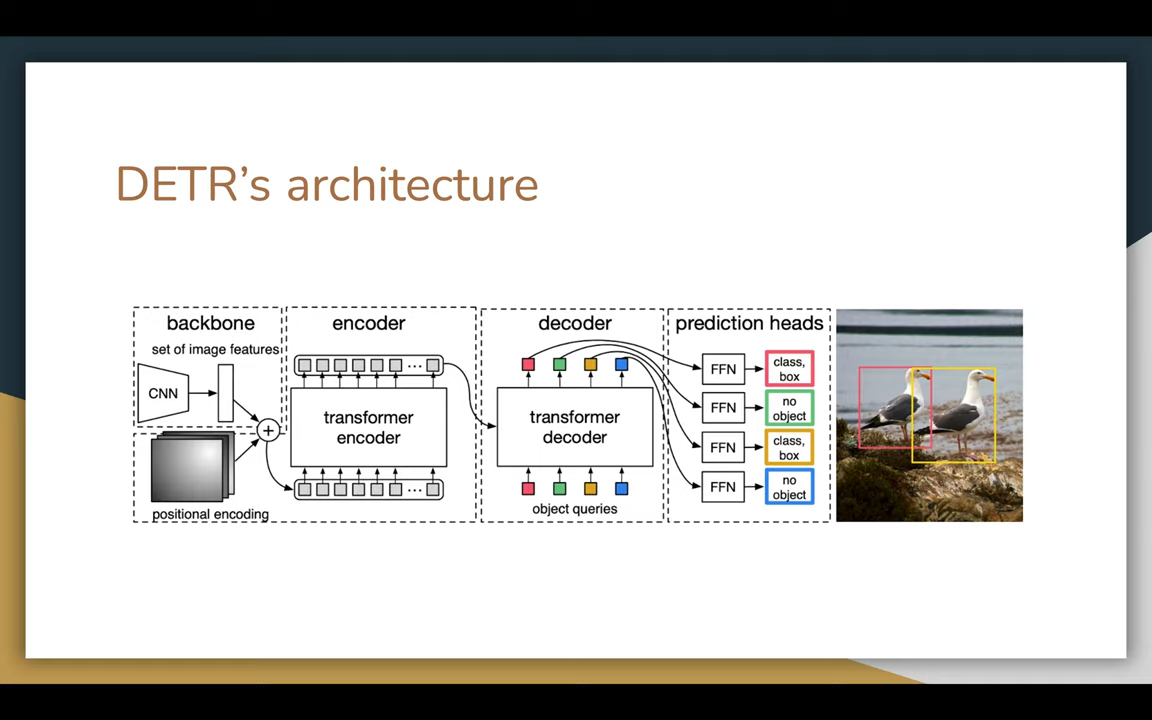 DETR's architecture
backbone
set of image features
CNN
+
positional encoding
encoder
...
transformer
encoder
...
decoder
transformer
decoder
object queries
prediction heads
FFN
class,
box
FFN
no
object
FFN
class,
box
FFN
no
object